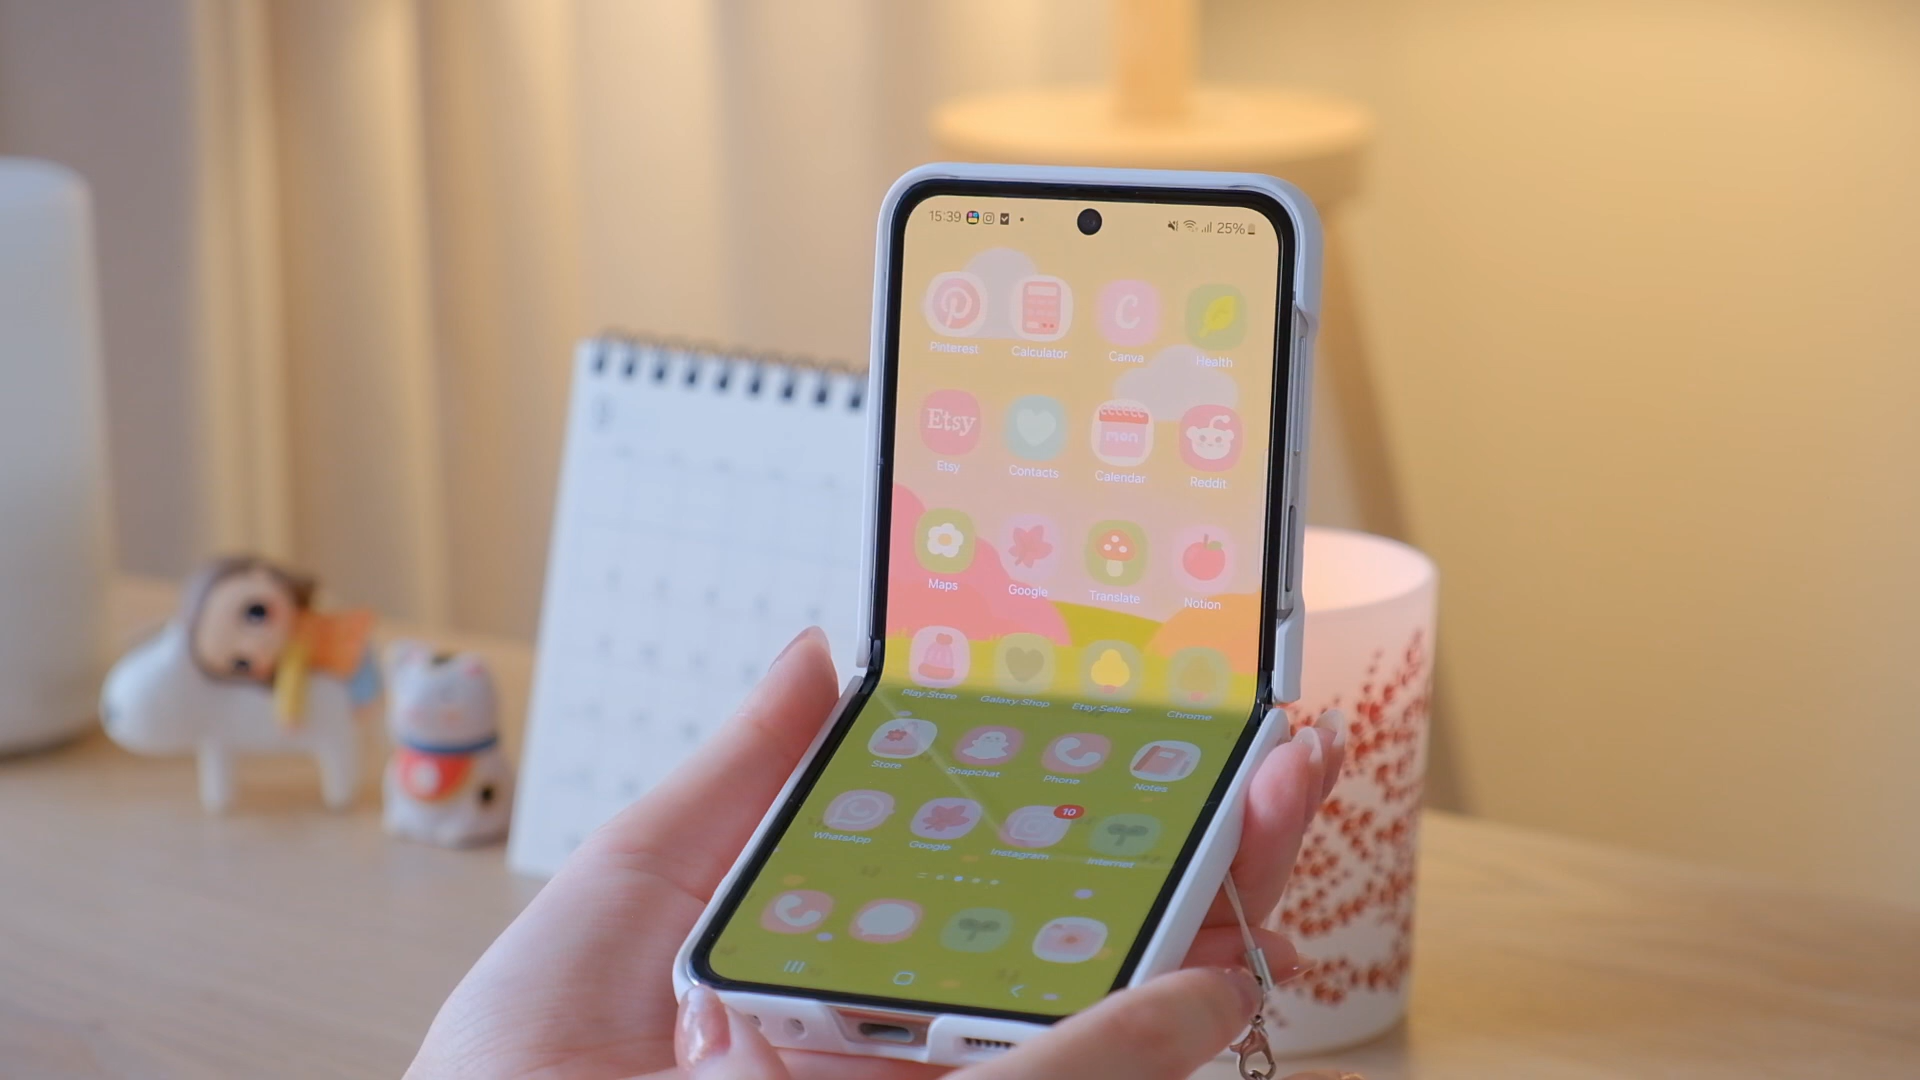 15:39 25%
Pinterest Calculator Canva Health
Etsy mon
Etsy Contacts Calendar Reddit
Maps Google Translate Notion
Play Store Galaxy Shop Etsy Seller Chrome
Store Snapchat Phone Notes
10
WhatsApp Google Instagram Internet